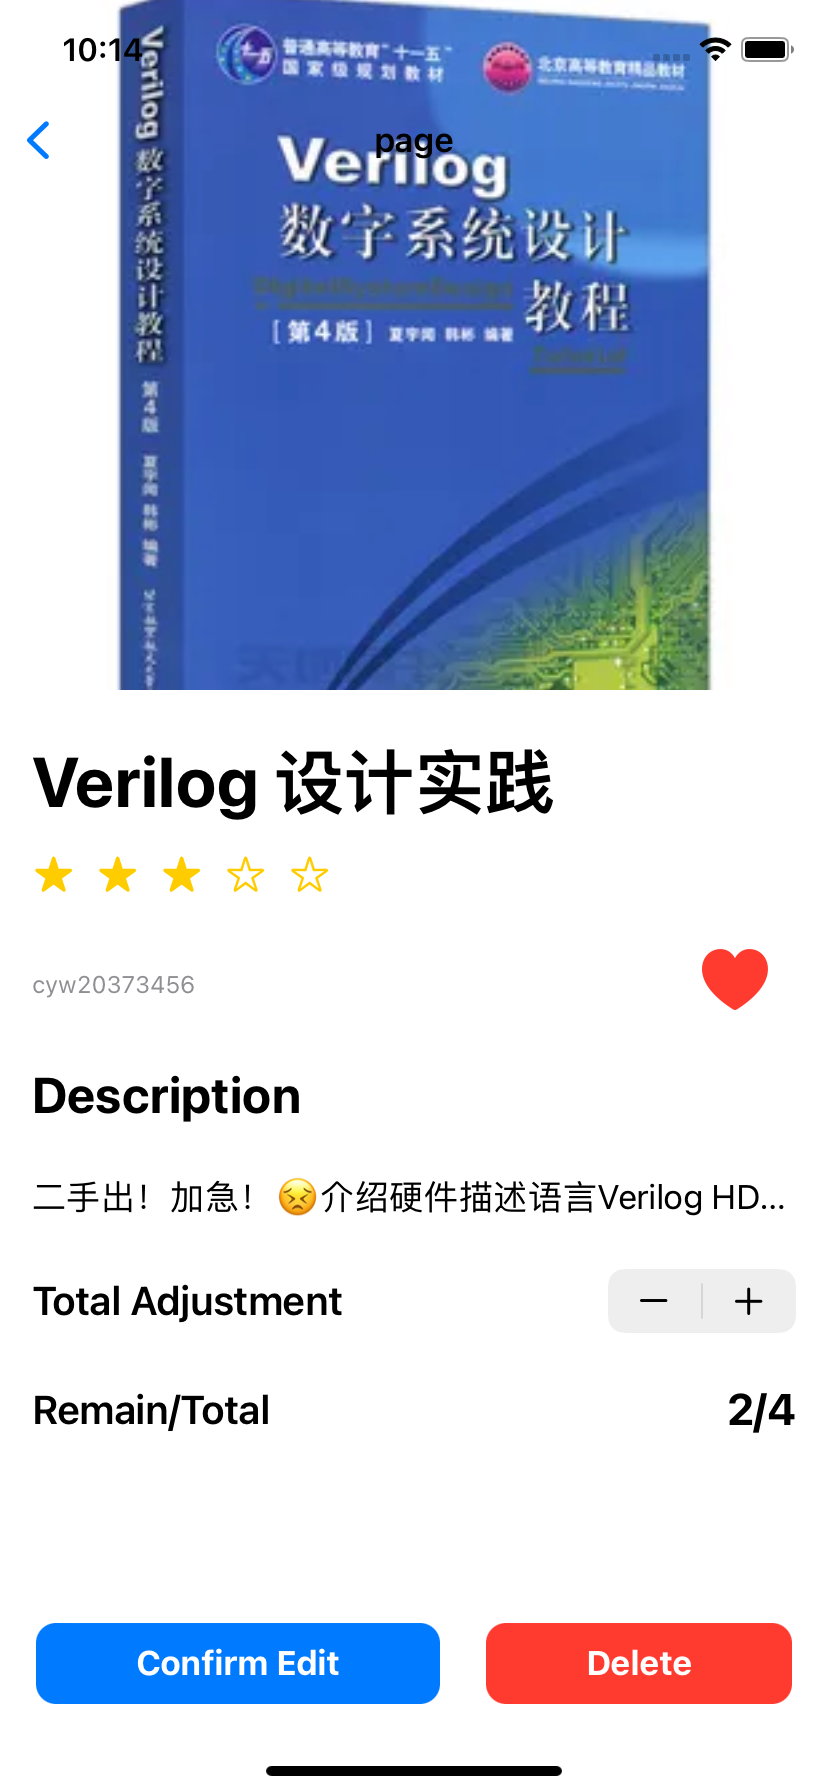 10:14
普通高等教育"十一五"
国家级规划教材
北京高等教育精品教材
page
Verilog
数字系统设计
教程
[第4版] 夏宇闻 韩彬 编著
Verilog 数字系统设计教程 第4版 夏宇闻 韩彬 编著
Verilog 设计实践
cyw20373456
Description
二手出！加急！😣介绍硬件描述语言Verilog HD...
Total Adjustment
Remain/Total
2/4
Confirm Edit
Delete